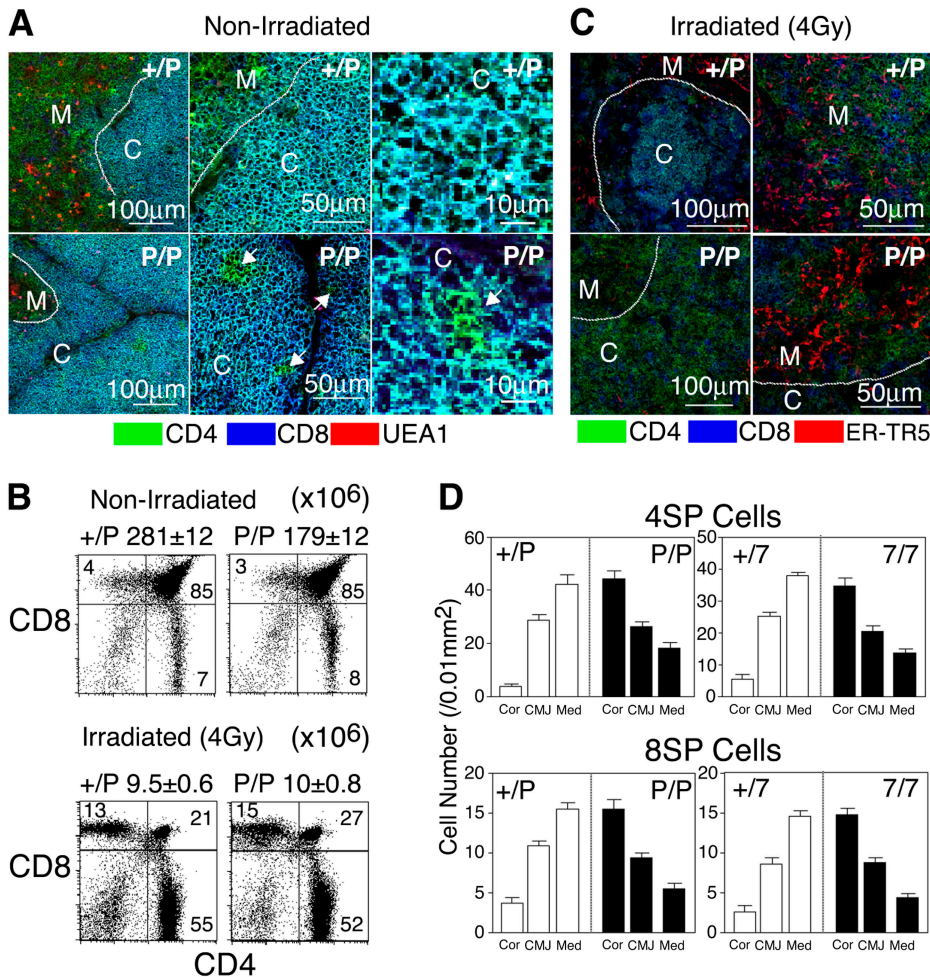 A Non-Irradiated
+/P M C 100μm
+/P C 50μm
C +/P 10μm
P/P M C 100μm
P/P C 50μm
C P/P 10μm
CD4 CD8 UEA1
C Irradiated (4Gy)
M +/P C 100μm
+/P M 50μm
P/P M C 100μm
P/P M C 50μm
CD4 CD8 ER-TR5
B
Non-Irradiated (x10⁶)
+/P 281±12 P/P 179±12
4 85 7
3 85 8
CD8
Irradiated (4Gy) (x10⁶)
+/P 9.5±0.6 P/P 10±0.8
13 21 55
15 27 52
CD8
CD4
D
4SP Cells
60 40 20 0
+/P P/P
Cor CMJ Med Cor CMJ Med
50 40 30 20 10 0
+/7 7/7
Cor CMJ Med Cor CMJ Med
Cell Number (/0.01mm²)
8SP Cells
20 15 10 5 0
+/P P/P
Cor CMJ Med Cor CMJ Med
20 15 10 5 0
+/7 7/7
Cor CMJ Med Cor CMJ Med